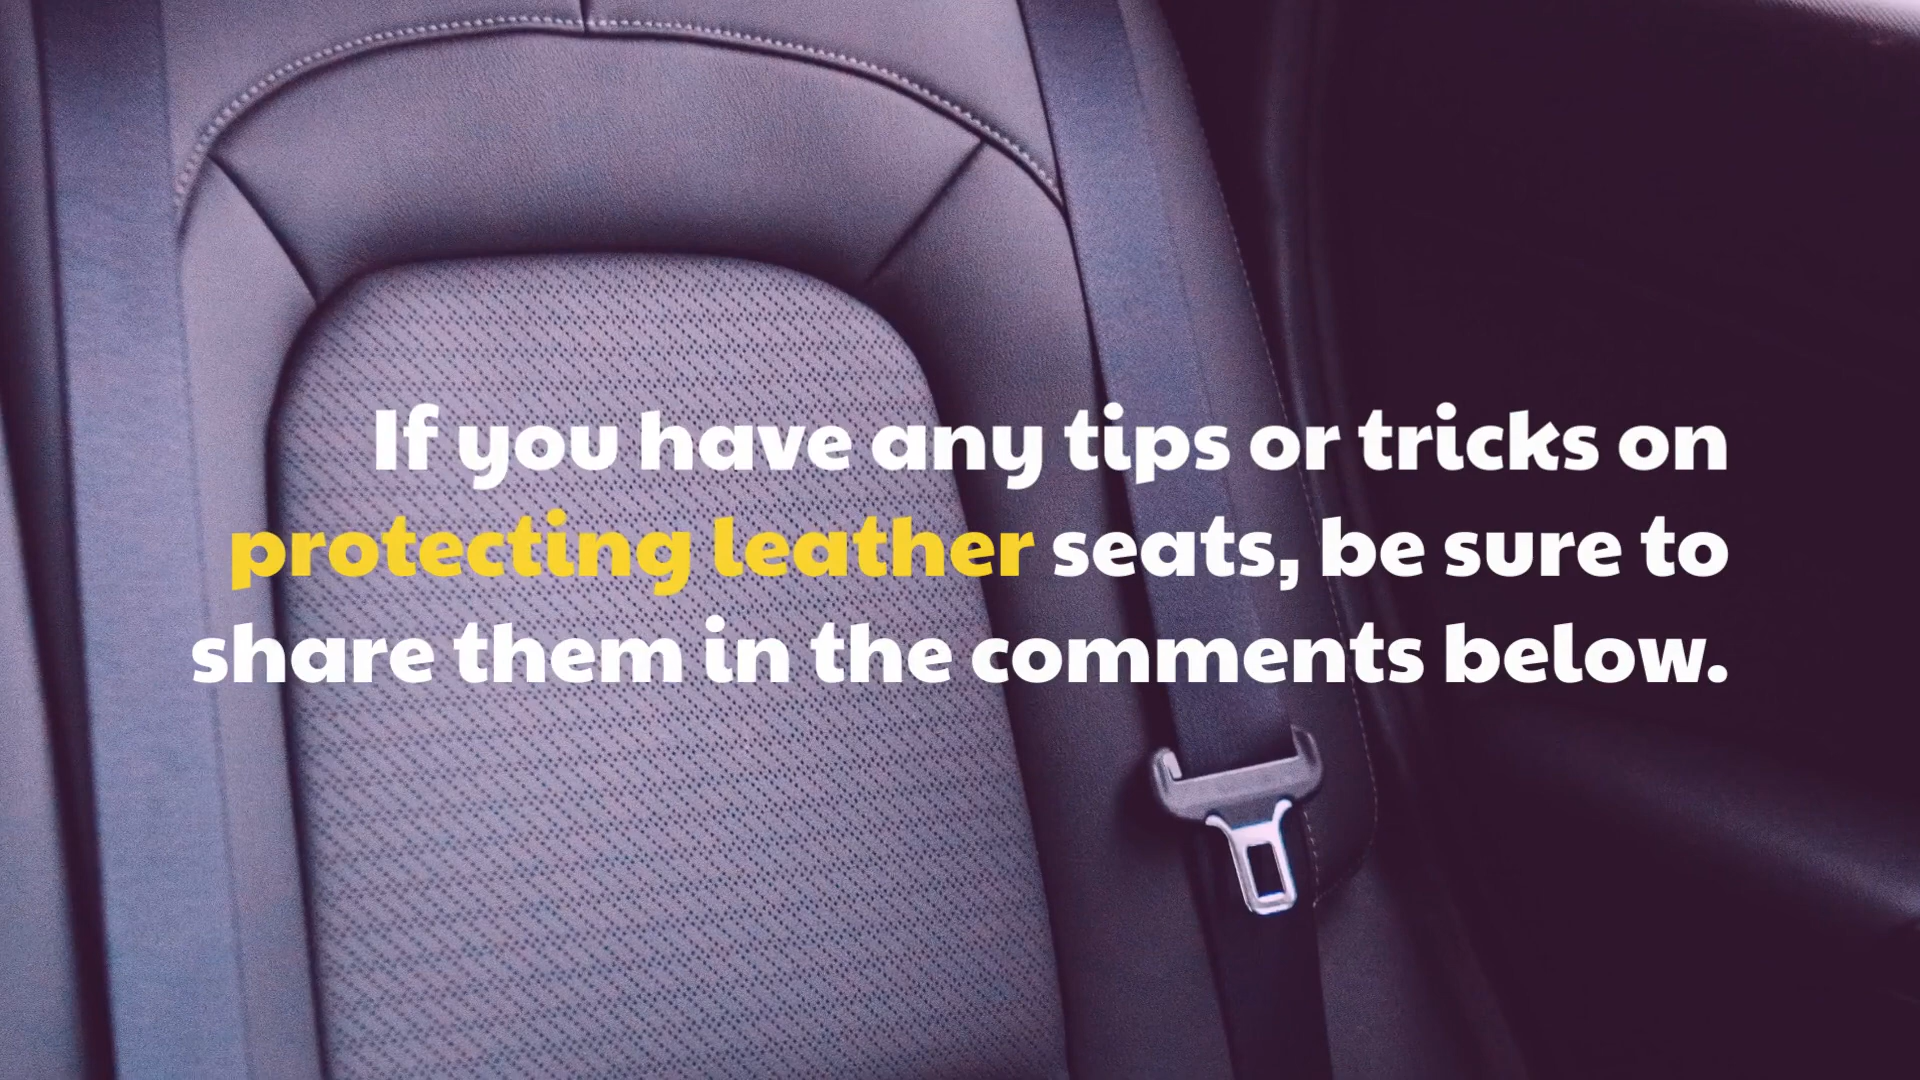 If you have any tips or tricks on
protecting leather seats, be sure to
share them in the comments below.